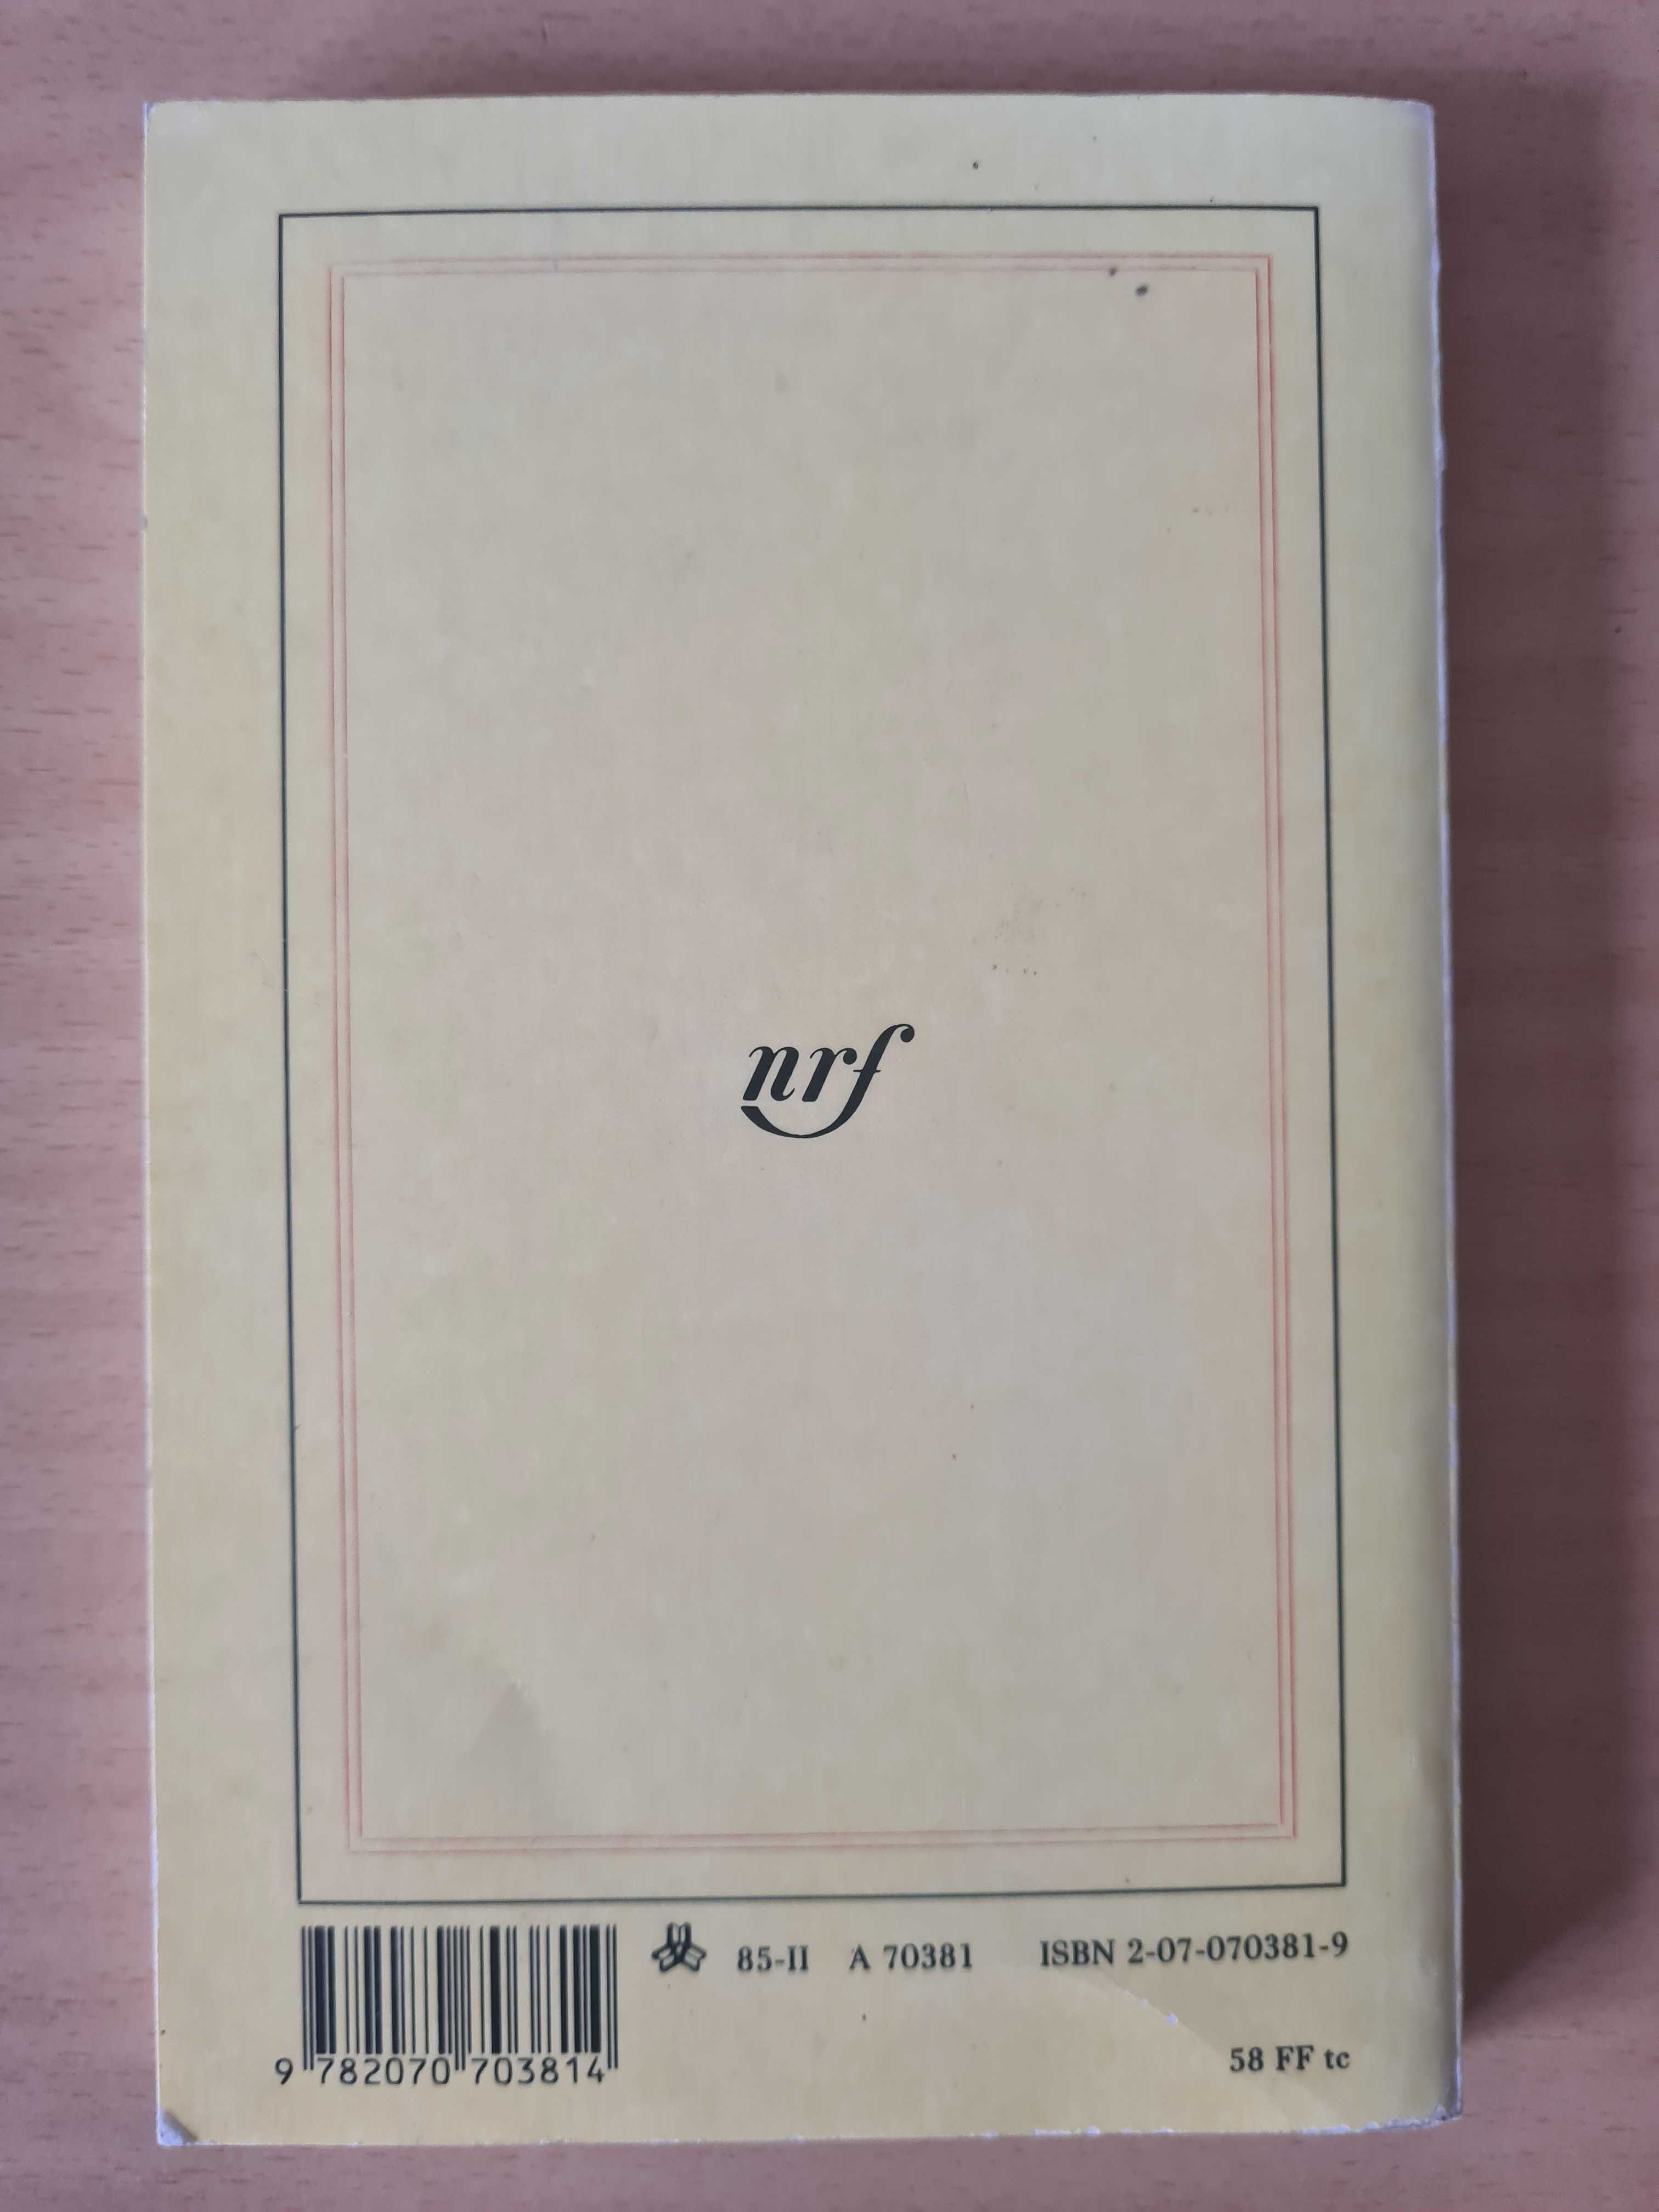 nrf
85-II A 70381 ISBN 2-07-070381-9
58 FF tc
9 782070 703814